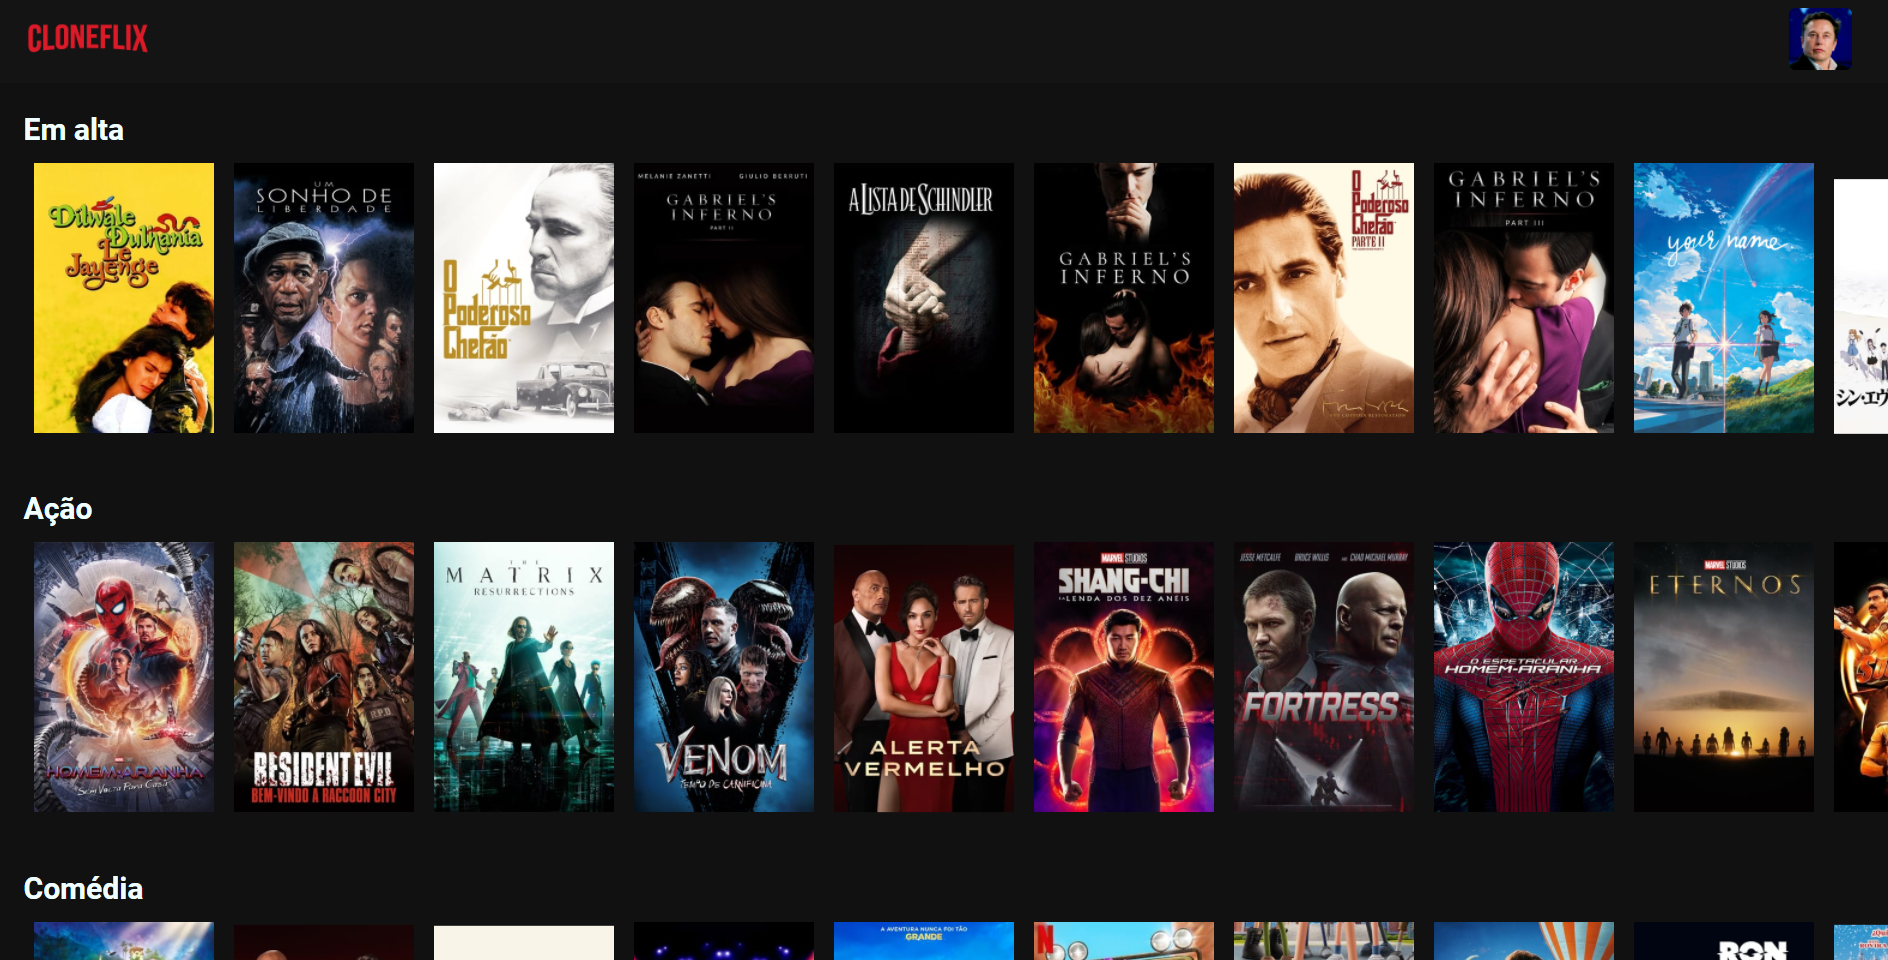 CLONEFLIX
Em alta
Dilwale
Dulhania
Le
Jayenge
UM
SONHO DE
LIBERDADE
O
Poderoso
Chefão
MELANIE ZANETTI GIULIO BERRUTI
GABRIEL'S
INFERNO
PART II
A LISTA DE SCHINDLER
GABRIEL'S
INFERNO
O
Poderoso
Chefão
PARTE II
GABRIEL'S
INFERNO
PART III
your name.
シン・エヴ
Ação
HOMEM-ARANHA
Sem Volta Para Casa
RESIDENT EVIL
BEM-VINDO A RACCOON CITY
R.P.D.
THE
MATRIX
RESURRECTIONS
VENOM
TEMPO DE CARNIFICINA
ALERTA
VERMELHO
MARVEL STUDIOS
SHANG-CHI
E A LENDA DOS DEZ ANÉIS
JESSE METCALFE BRUCE WILLIS AND CHAD MICHAEL MURRAY
FORTRESS
O ESPETACULAR
HOMEM-ARANHA
MARVEL STUDIOS
ETERNOS
Comédia
A AVENTURA NUNCA FOI TÃO
GRANDE
N
RON